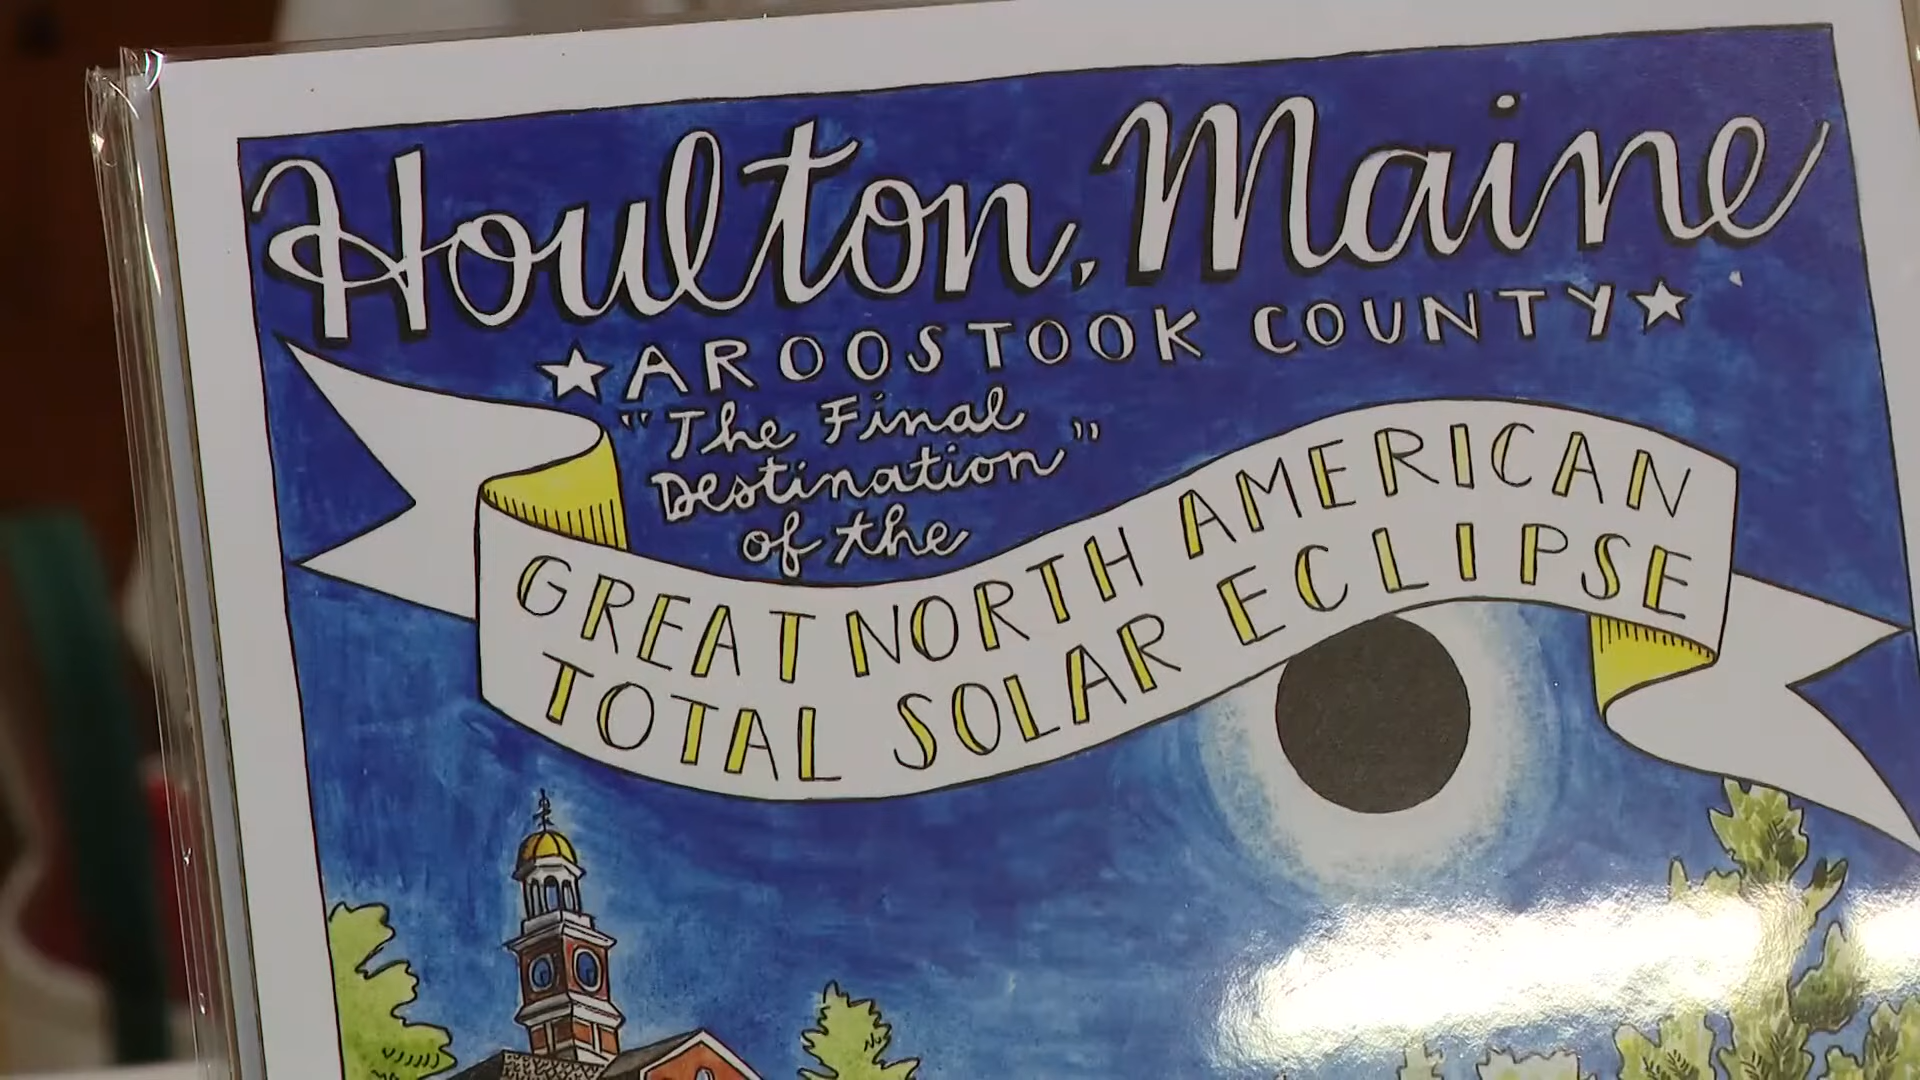 Houlton, Maine
AROOSTOOK COUNTY
"The Final
Destination"
of the
GREAT NORTH AMERICAN
TOTAL SOLAR ECLIPSE